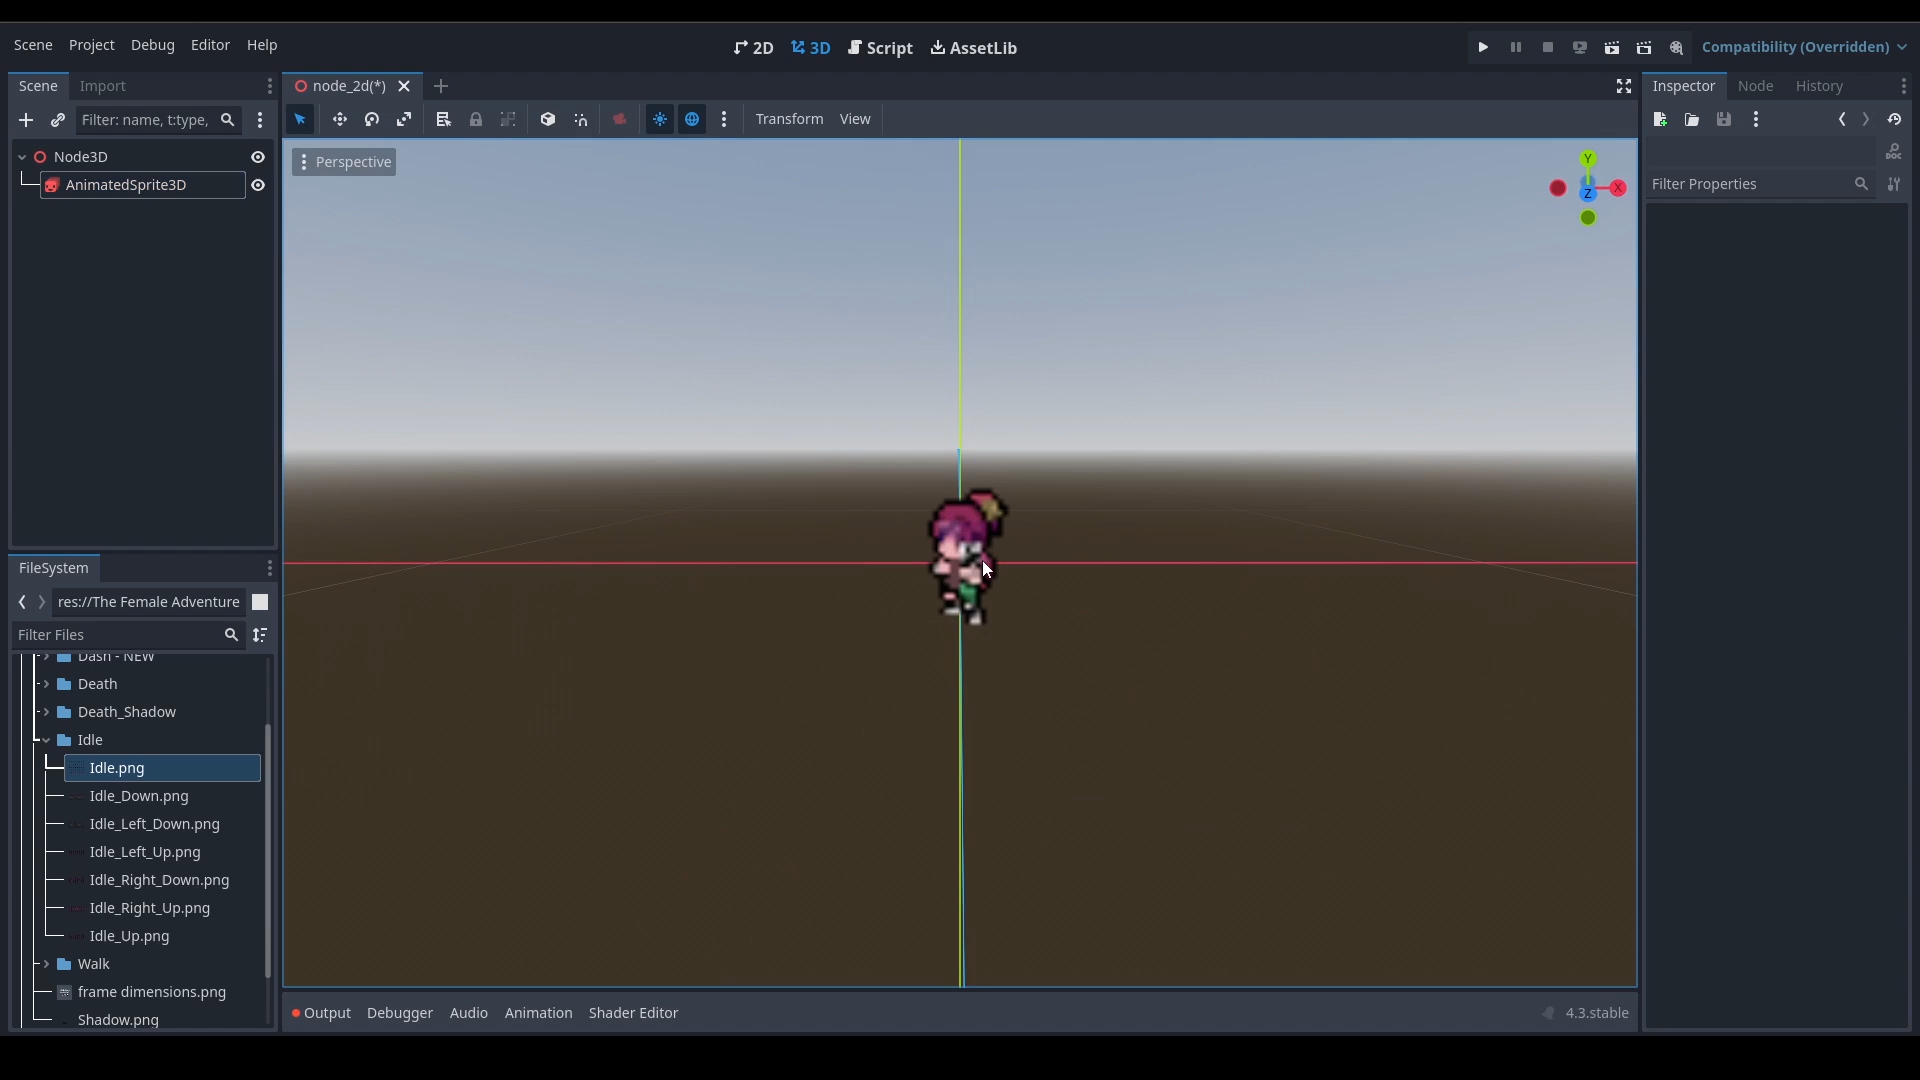 Scene Project Debug Editor Help
2D 3D Script AssetLib
Compatibility (Overridden)
Scene Import
node_2d(*)
Inspector Node History
Filter: name, t:type,
Transform View
Node3D
AnimatedSprite3D
Perspective
Y
X
Z
DOC
Filter Properties
FileSystem
res://The Female Adventure
Filter Files
Dash - NEW
Death
Death_Shadow
Idle
Idle.png
Idle_Down.png
Idle_Left_Down.png
Idle_Left_Up.png
Idle_Right_Down.png
Idle_Right_Up.png
Idle_Up.png
Walk
frame dimensions.png
Shadow.png
Output Debugger Audio Animation Shader Editor
4.3.stable